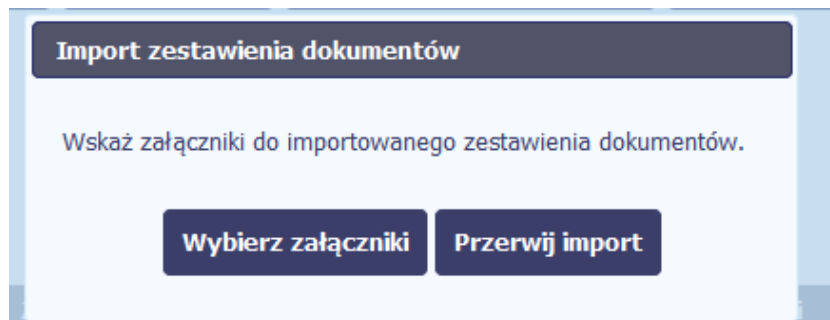 Import zestawienia dokumentów
Wskaż załączniki do importowanego zestawienia dokumentów.
Wybierz załączniki Przerwij import